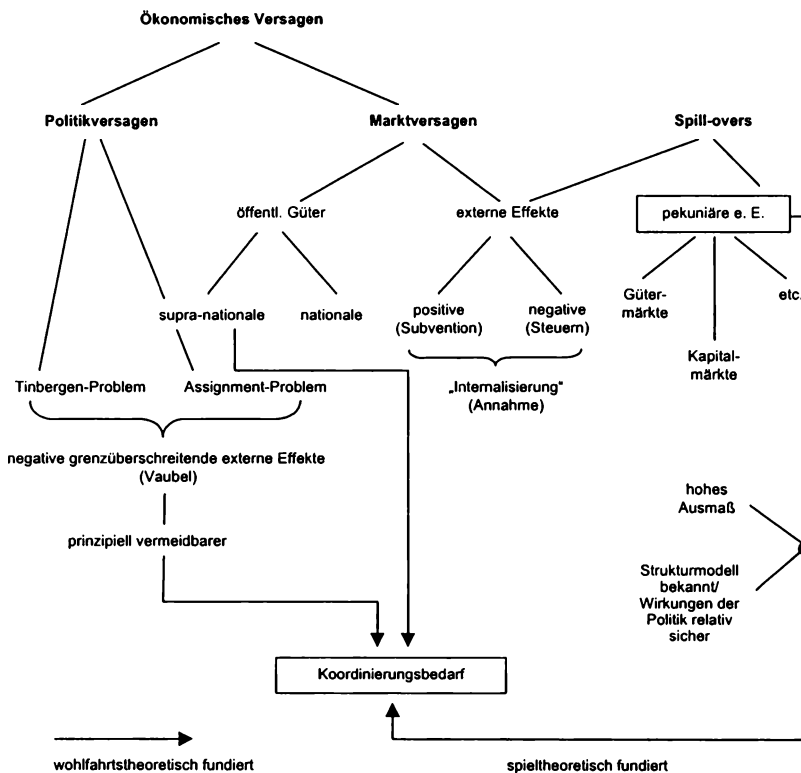 Ökonomisches Versagen
Politikversagen
Marktversagen
Spill-overs
öffentl. Güter
externe Effekte
pekuniäre e. E.
supra-nationale
nationale
positive
(Subvention)
negative
(Steuern)
Güter-
märkte
etc.
Kapital-
märkte
Tinbergen-Problem
Assignment-Problem
„Internalisierung“
(Annahme)
negative grenzüberschreitende externe Effekte
(Vaubel)
hohes
Ausmaß
prinzipiell vermeidbarer
Strukturmodell
bekannt/
Wirkungen der
Politik relativ
sicher
Koordinierungsbedarf
wohlfahrtstheoretisch fundiert
spieltheoretisch fundiert